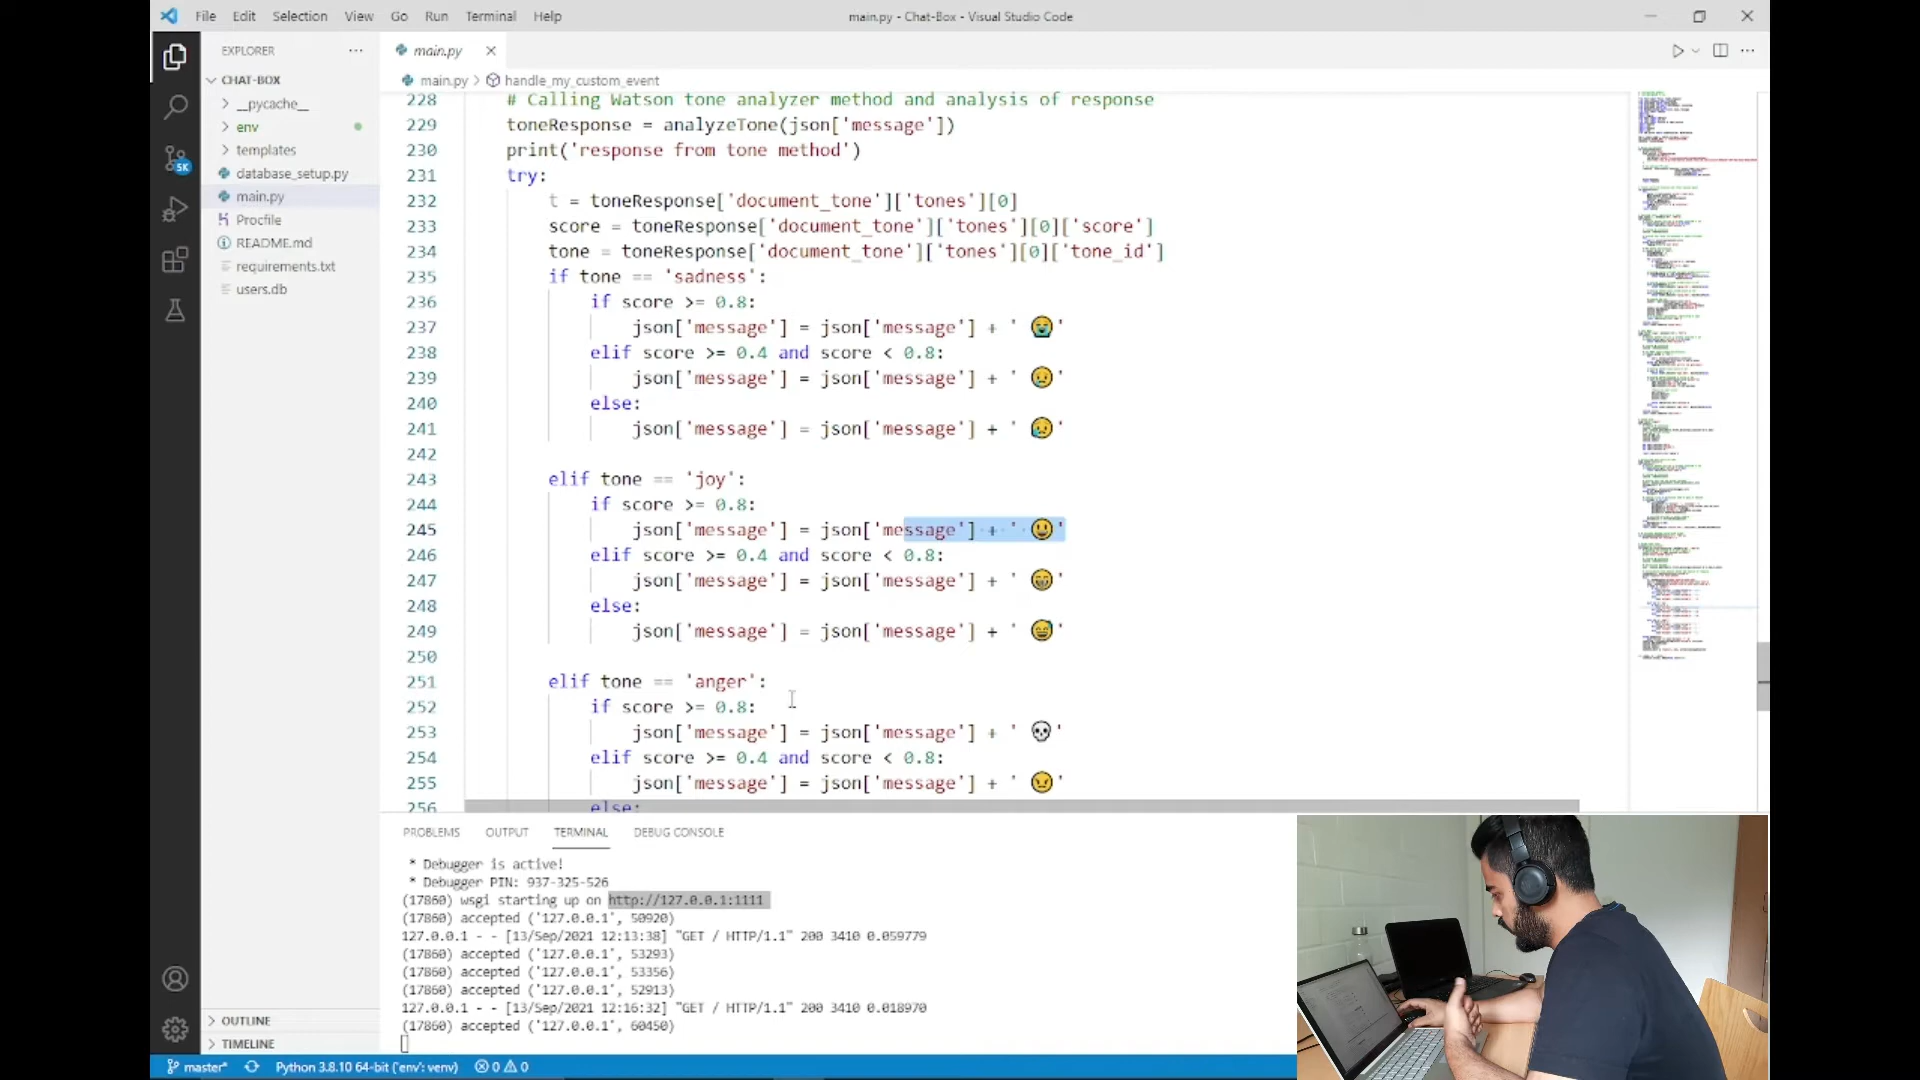 File Edit Selection View Go Run Terminal Help
main.py - Chat-Box - Visual Studio Code
EXPLORER
CHAT-BOX
__pycache__
env
templates
database_setup.py
main.py
Procfile
README.md
requirements.txt
users.db
OUTLINE
TIMELINE
5K
main.py
main.py > handle_my_custom_event
228 # Calling Watson tone analyzer method and analysis of response
229 toneResponse = analyzeTone(json['message'])
230 print('response from tone method')
231 try:
232 t = toneResponse['document_tone']['tones'][0]
233 score = toneResponse['document_tone']['tones'][0]['score']
234 tone = toneResponse['document_tone']['tones'][0]['tone_id']
235 if tone == 'sadness':
236 if score >= 0.8:
237 json['message'] = json['message'] + ' 😭'
238 elif score >= 0.4 and score < 0.8:
239 json['message'] = json['message'] + ' 😢'
240 else:
241 json['message'] = json['message'] + ' 😥'
242
243 elif tone == 'joy':
244 if score >= 0.8:
245 json['message'] = json['message'] + ' 😃'
246 elif score >= 0.4 and score < 0.8:
247 json['message'] = json['message'] + ' 😁'
248 else:
249 json['message'] = json['message'] + ' 😅'
250
251 elif tone == 'anger':
252 if score >= 0.8:
253 json['message'] = json['message'] + ' 💀'
254 elif score >= 0.4 and score < 0.8:
255 json['message'] = json['message'] + ' 😠'
256 else:
PROBLEMS OUTPUT TERMINAL DEBUG CONSOLE
* Debugger is active!
* Debugger PIN: 937-325-526
(17860) wsgi starting up on http://127.0.0.1:1111
(17860) accepted ('127.0.0.1', 50920)
127.0.0.1 - - [13/Sep/2021 12:13:38] "GET / HTTP/1.1" 200 3410 0.059779
(17860) accepted ('127.0.0.1', 53293)
(17860) accepted ('127.0.0.1', 53356)
(17860) accepted ('127.0.0.1', 52913)
127.0.0.1 - - [13/Sep/2021 12:16:32] "GET / HTTP/1.1" 200 3410 0.018970
(17860) accepted ('127.0.0.1', 60450)
master* Python 3.8.10 64-bit ('env': venv) 0 0